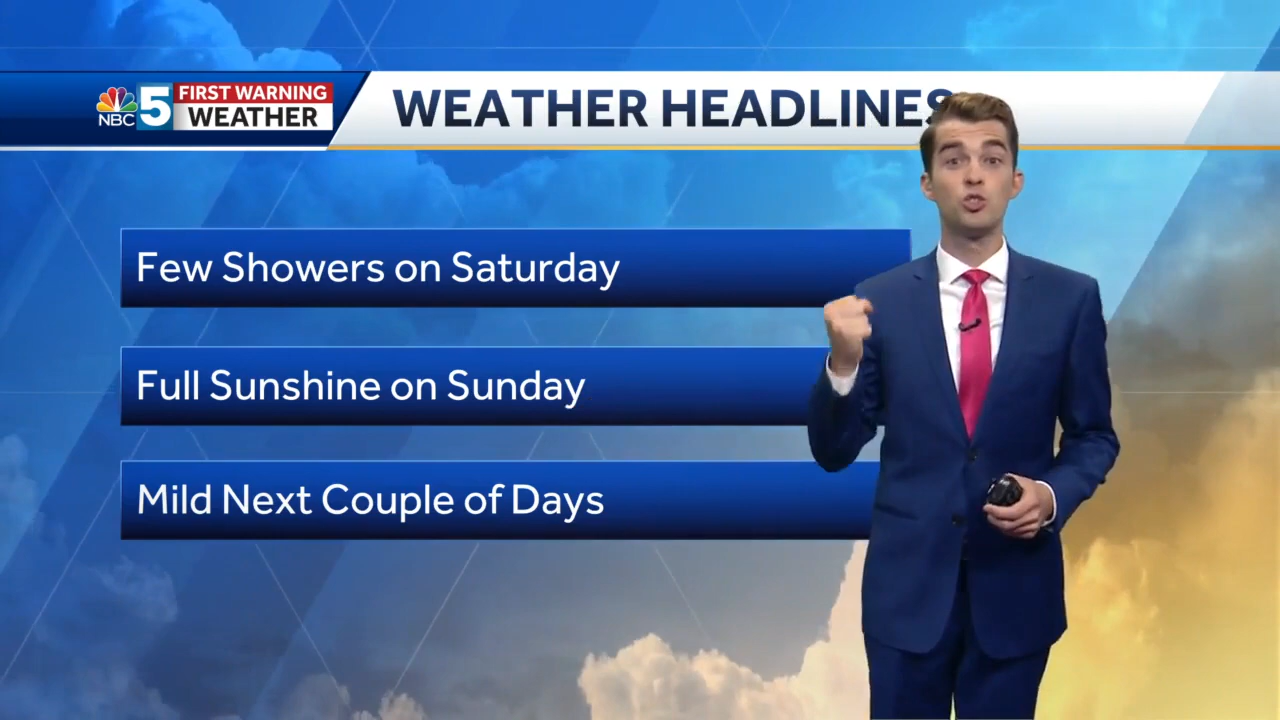 NBC 5 FIRST WARNING
WEATHER
WEATHER HEADLINES
Few Showers on Saturday
Full Sunshine on Sunday
Mild Next Couple of Days